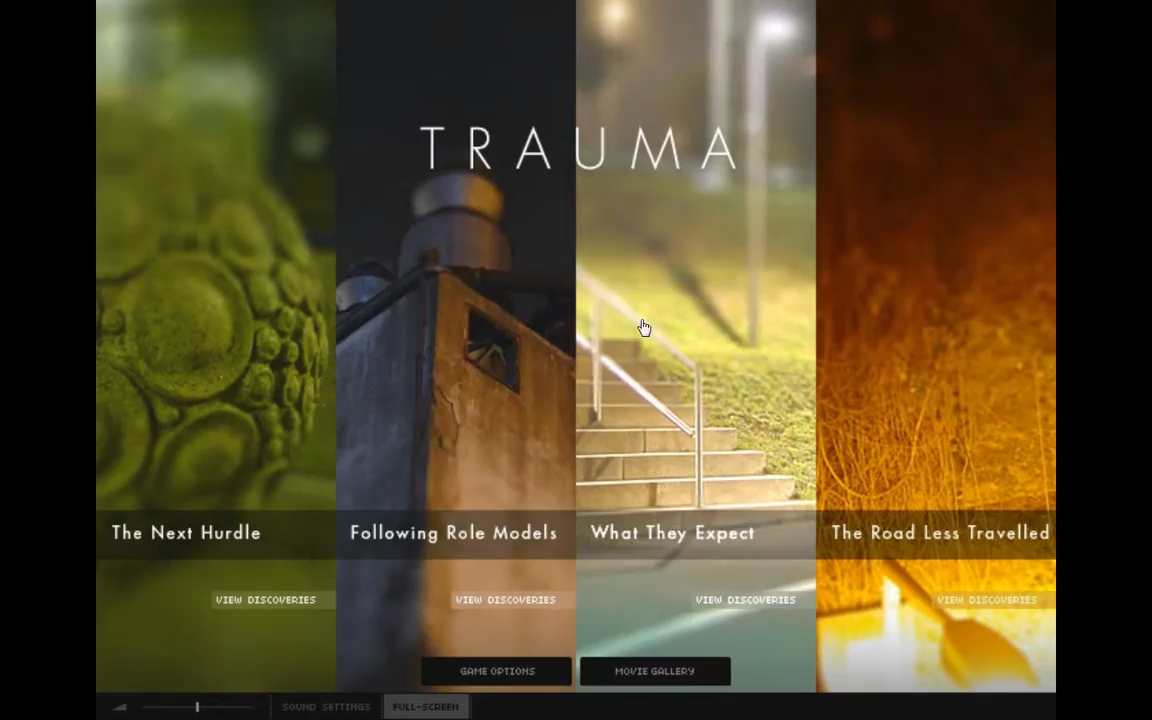 TRAUMA
The Next Hurdle
Following Role Models
What They Expect
The Road Less Travelled
VIEW DISCOVERIES
VIEW DISCOVERIES
VIEW DISCOVERIES
VIEW DISCOVERIES
GAME OPTIONS
MOVIE GALLERY
SOUND SETTINGS
FULL-SCREEN